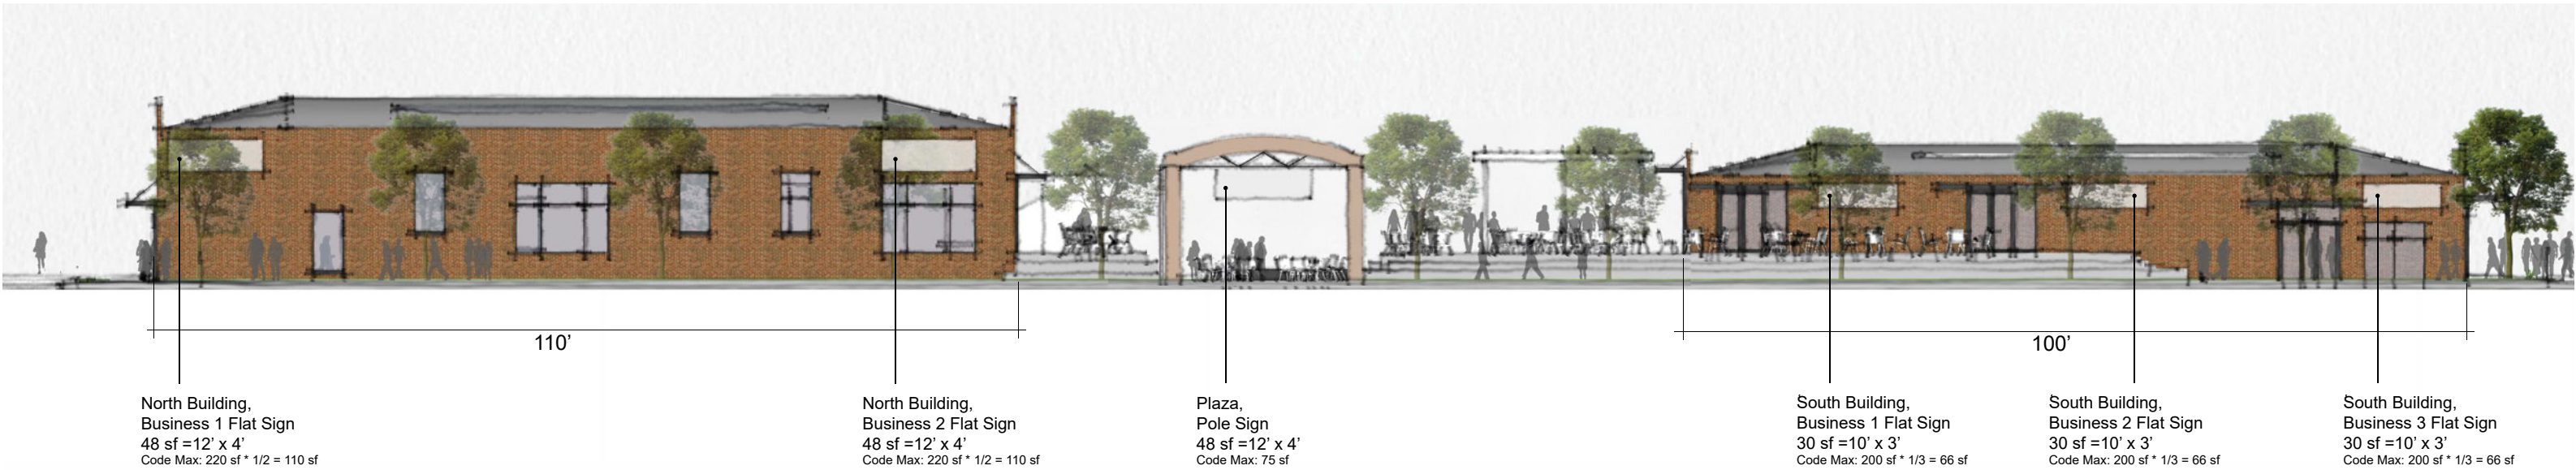 110’
100’
North Building,
Business 1 Flat Sign
48 sf =12’ x 4’
Code Max: 220 sf * 1/2 = 110 sf
North Building,
Business 2 Flat Sign
48 sf =12’ x 4’
Code Max: 220 sf * 1/2 = 110 sf
Plaza,
Pole Sign
48 sf =12’ x 4’
Code Max: 75 sf
South Building,
Business 1 Flat Sign
30 sf =10’ x 3’
Code Max: 200 sf * 1/3 = 66 sf
South Building,
Business 2 Flat Sign
30 sf =10’ x 3’
Code Max: 200 sf * 1/3 = 66 sf
South Building,
Business 3 Flat Sign
30 sf =10’ x 3’
Code Max: 200 sf * 1/3 = 66 sf